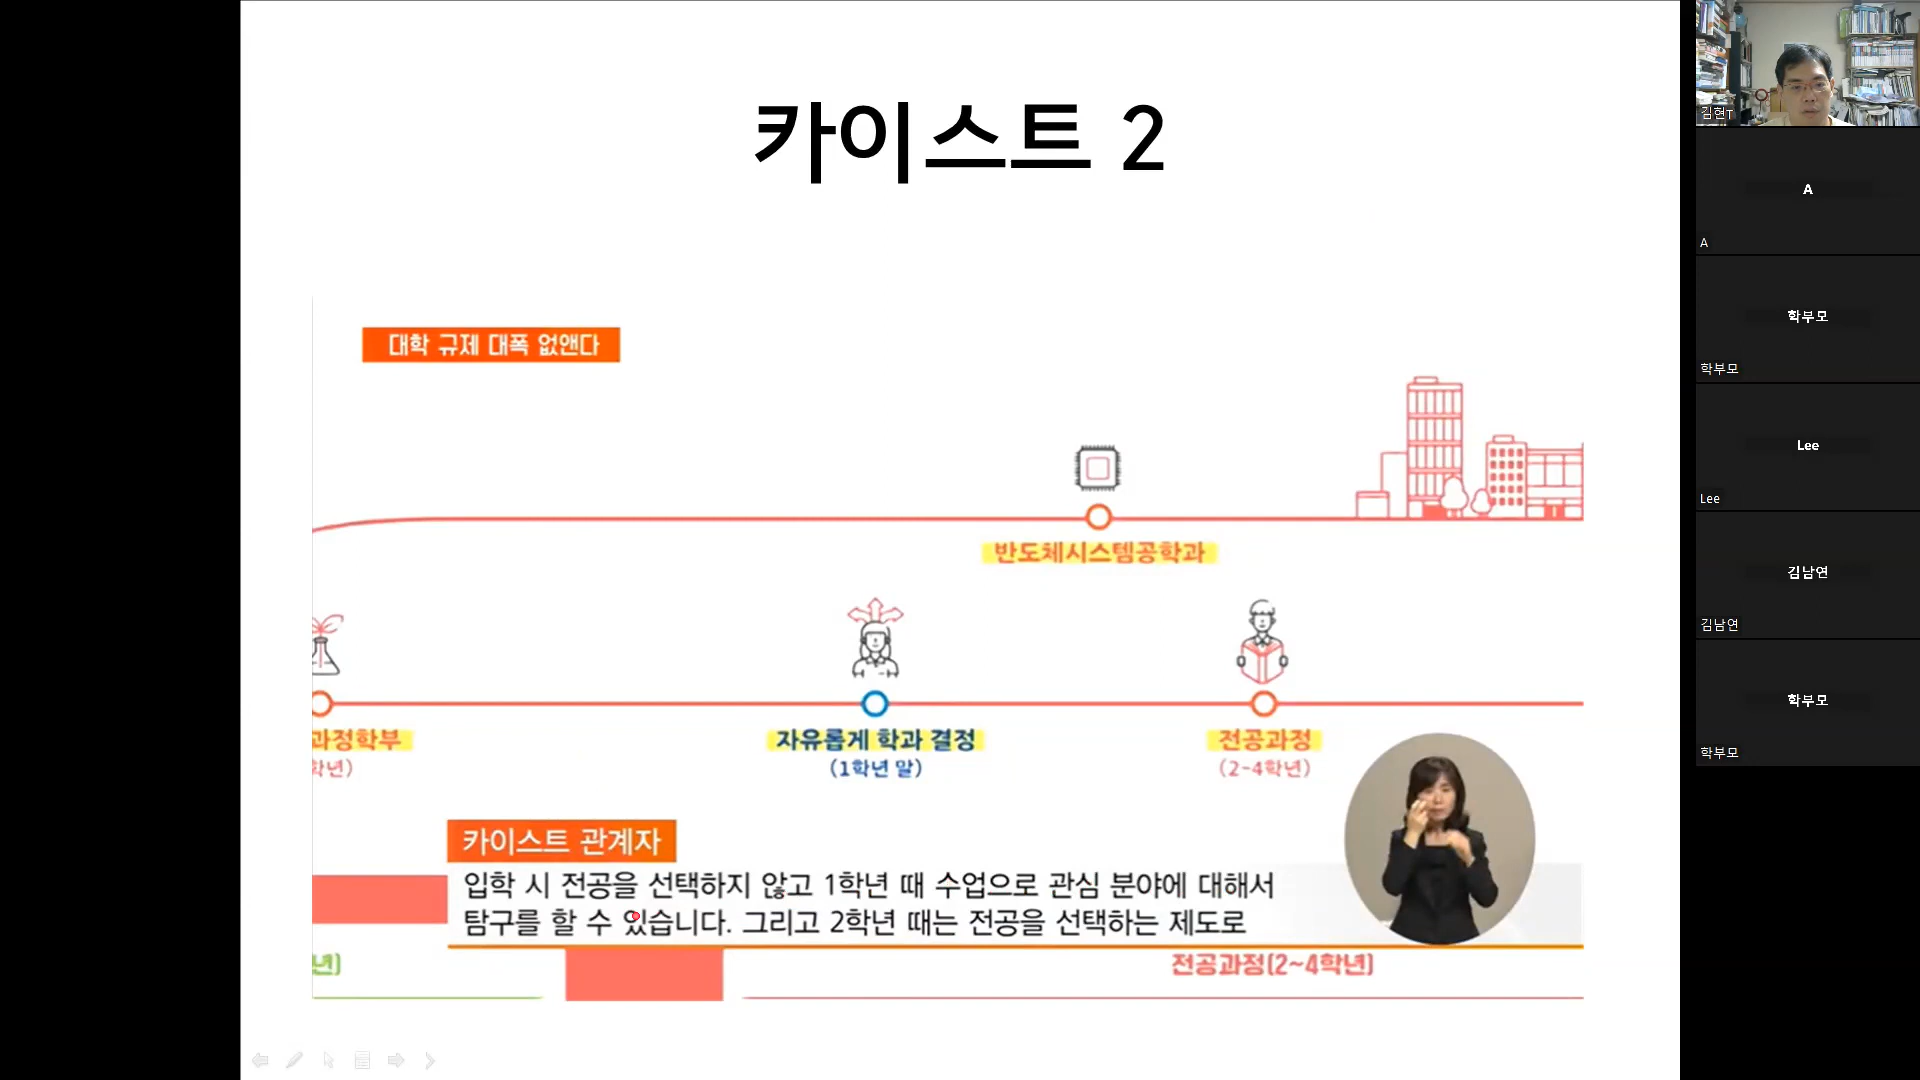 카이스트 2
대학 규제 대폭 없앤다
반도체시스템공학과
과정학부
학년)
자유롭게 학과 결정
(1학년 말)
전공과정
(2-4학년)
카이스트 관계자
입학 시 전공을 선택하지 않고 1학년 때 수업으로 관심 분야에 대해서
탐구를 할 수 있습니다. 그리고 2학년 때는 전공을 선택하는 제도로
년)
전공과정(2~4학년)
김현T
A
A
학부모
학부모
Lee
Lee
김남연
김남연
학부모
학부모